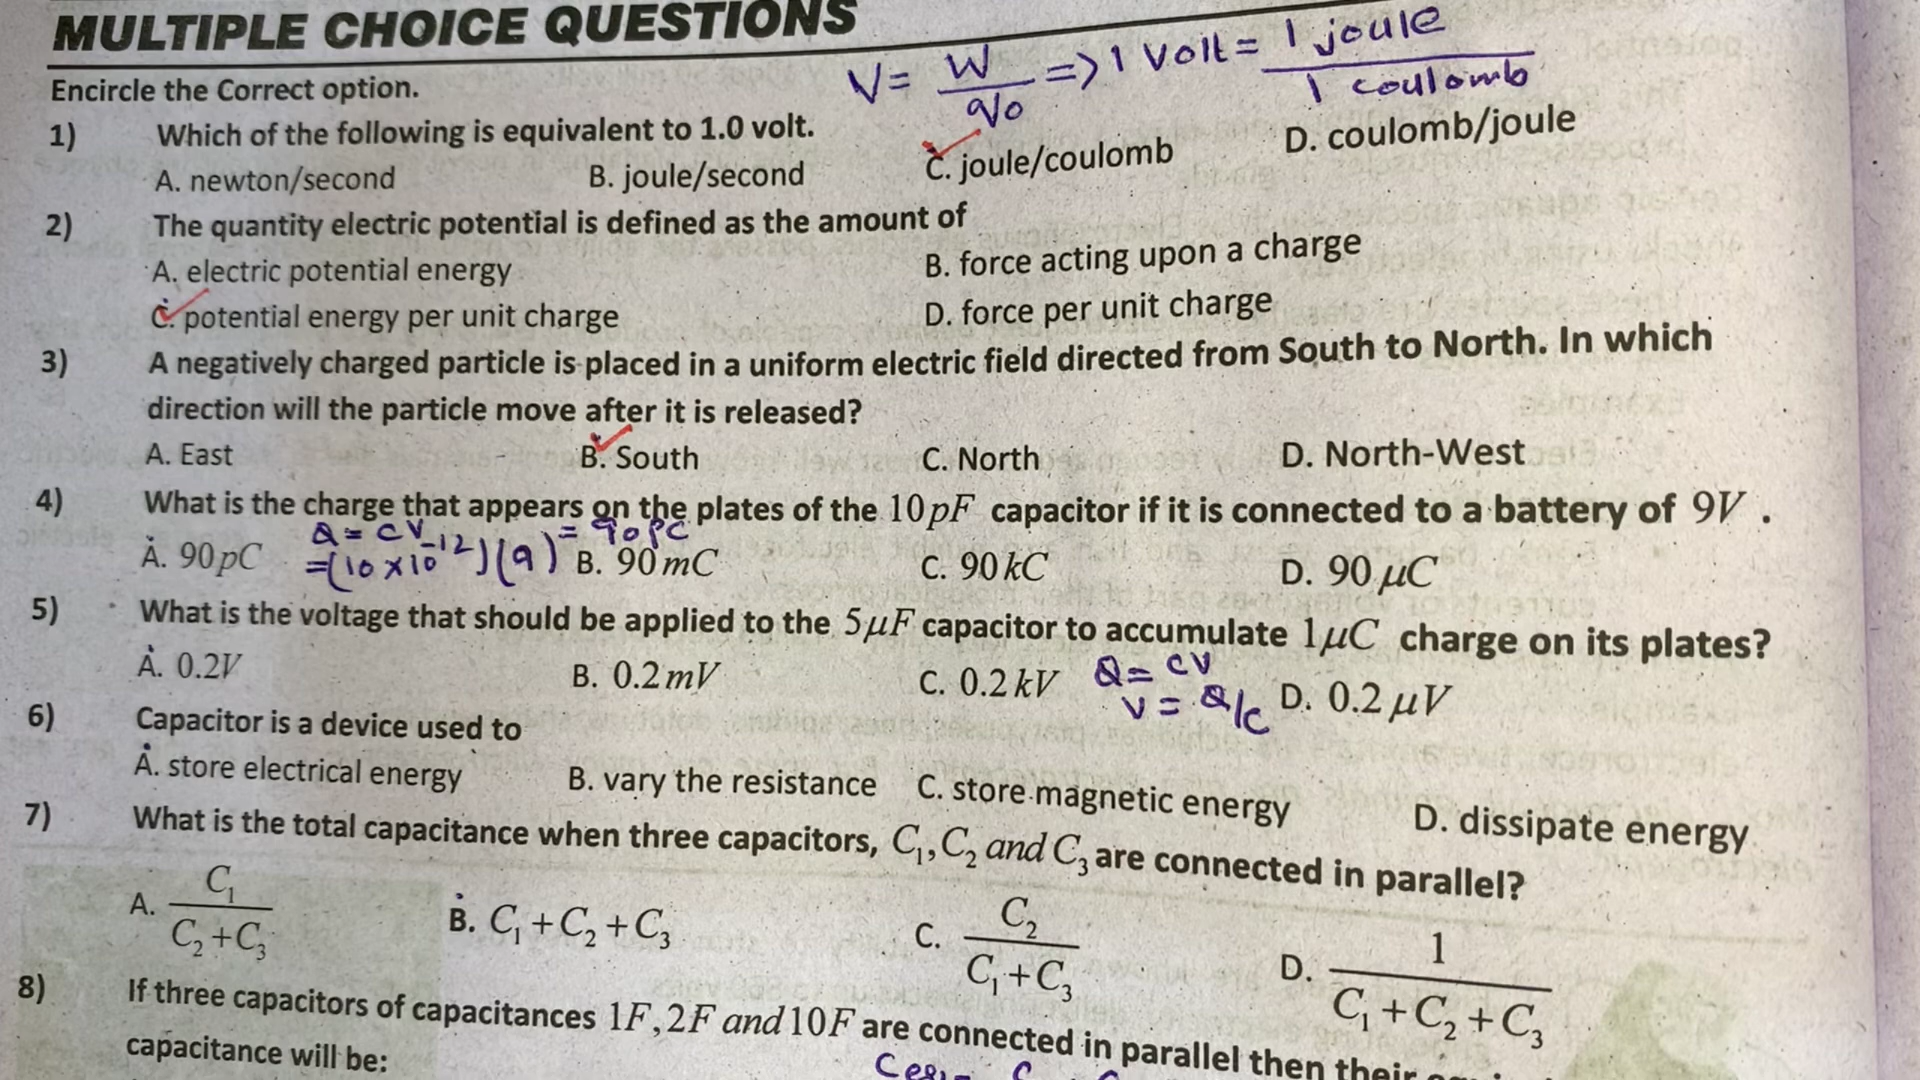 MULTIPLE CHOICE QUESTIONS
V = W/q₀ => 1 Volt = 1 joule / 1 coulomb
Encircle the Correct option.
1) Which of the following is equivalent to 1.0 volt.
A. newton/second B. joule/second C. joule/coulomb D. coulomb/joule
2) The quantity electric potential is defined as the amount of
A. electric potential energy B. force acting upon a charge
C. potential energy per unit charge D. force per unit charge
3) A negatively charged particle is placed in a uniform electric field directed from South to North. In which
direction will the particle move after it is released?
A. East B. South C. North D. North-West
4) What is the charge that appears on the plates of the 10pF capacitor if it is connected to a battery of 9V .
Q = CV = 90 pC
=(10 x 10⁻¹²)(9)
A. 90pC B. 90mC C. 90kC D. 90μC
5) What is the voltage that should be applied to the 5μF capacitor to accumulate 1μC charge on its plates?
A. 0.2V B. 0.2mV C. 0.2kV D. 0.2μV
Q = CV
V = Q/C
6) Capacitor is a device used to
A. store electrical energy B. vary the resistance C. store magnetic energy D. dissipate energy
7) What is the total capacitance when three capacitors, C₁,C₂ and C₃ are connected in parallel?
A. C₁/(C₂+C₃) B. C₁+C₂+C₃ C. C₂/(C₁+C₃) D. 1/(C₁+C₂+C₃)
8) If three capacitors of capacitances 1F,2F and 10F are connected in parallel then their
capacitance will be: